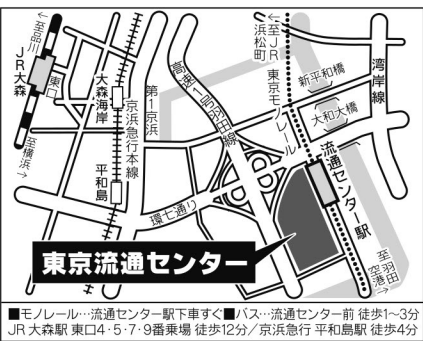 ←至品川
JR大森
東口
至横浜→
大森海岸
京浜急行本線
平和島
第1京浜
高速1号羽田線
環七通り
←至JR浜松町
東京モノレール
新平和橋
大和大橋
湾岸線
流通センター駅
至羽田空港→
東京流通センター
■モノレール…流通センター駅下車すぐ■バス…流通センター前 徒歩1~3分
JR大森駅 東口4・5・7・9番乗場 徒歩12分/京浜急行 平和島駅 徒歩4分